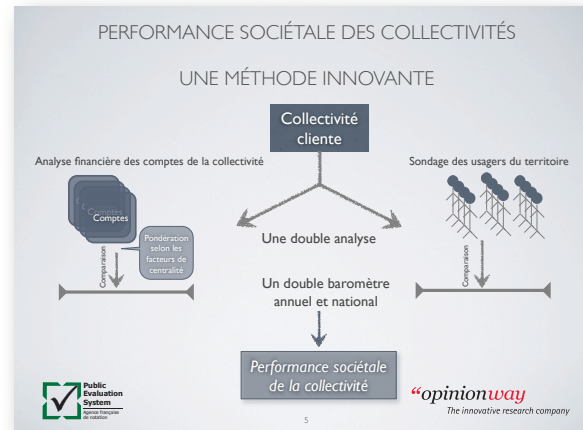 PERFORMANCE SOCIÉTALE DES COLLECTIVITÉS
UNE MÉTHODE INNOVANTE
Collectivité
cliente
Analyse financière des comptes de la collectivité
Sondage des usagers du territoire
Comptes
Comptes
Pondération
selon les
facteurs de
centralité
Comparaison
Une double analyse
Comparaison
Un double baromètre
annuel et national
Performance sociétale
de la collectivité
Public
Evaluation
System
Agence française
de notation
“opinionway
The innovative research company
5